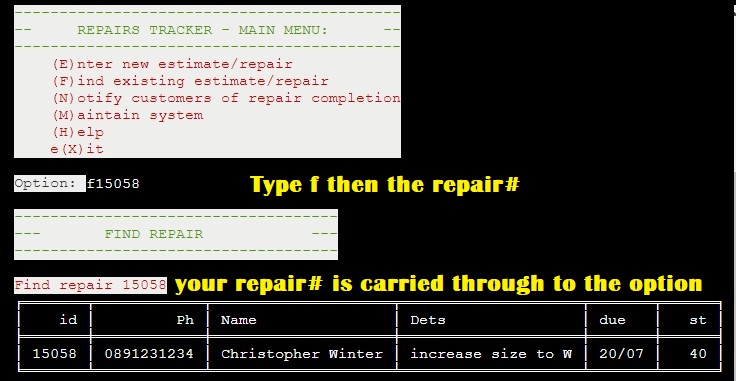 REPAIRS TRACKER - MAIN MENU:
(E)nter new estimate/repair
(F)ind existing estimate/repair
(N)otify customers of repair completion
(M)aintain system
(H)elp
e(X)it
Option: f15058 Type f then the repair#
--- FIND REPAIR ---
Find repair 15058 your repair# is carried through to the option
id Ph Name Dets due st
15058 0891231234 Christopher Winter increase size to W 20/07 40